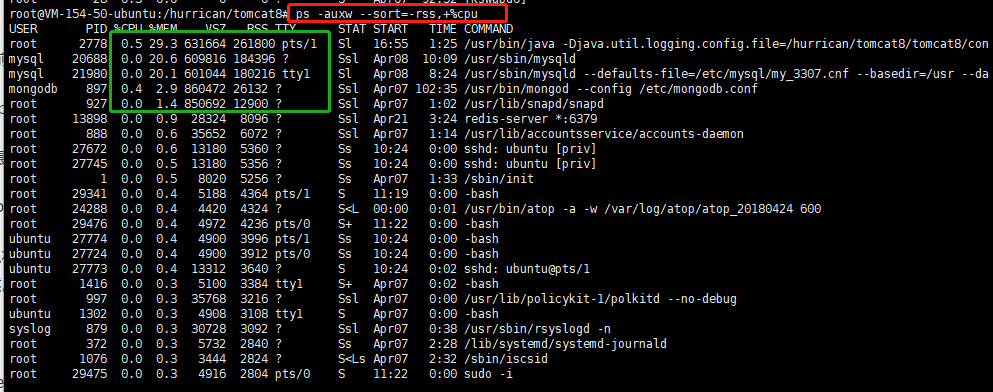 root@VM-154-50-ubuntu:/hurrican/tomcat8# ps -auxw --sort=-rss,+%cpu
USER PID %CPU %MEM VSZ RSS TTY STAT START TIME COMMAND
root 2778 0.5 29.3 631664 261800 pts/1 Sl 16:55 1:25 /usr/bin/java -Djava.util.logging.config.file=/hurrican/tomcat8/tomcat8/con
mysql 20688 0.0 20.6 609816 184396 ? Ssl Apr08 10:09 /usr/sbin/mysqld
mysql 21980 0.0 20.1 601044 180216 tty1 Sl Apr08 8:24 /sbin/mysqld --defaults-file=/etc/mysql/my_3307.cnf --basedir=/usr --da
mongodb 897 0.4 2.9 860472 26132 ? Ssl Apr07 102:35 /usr/bin/mongod --config /etc/mongodb.conf
root 927 0.0 1.4 850692 12900 ? Ssl Apr07 1:02 /usr/lib/snapd/snapd
root 13898 0.0 0.9 28324 8096 ? Ssl Apr21 3:24 redis-server *:6379
root 888 0.0 0.6 35652 6072 ? Ssl Apr07 1:14 /usr/lib/accountsservice/accounts-daemon
root 27672 0.0 0.6 13180 5360 ? Ss 10:24 0:00 sshd: ubuntu [priv]
root 27745 0.0 0.5 13180 5356 ? Ss 10:24 0:00 sshd: ubuntu [priv]
root 1 0.0 0.5 8020 5256 ? Ss Apr07 1:33 /sbin/init
root 29341 0.0 0.4 5188 4364 pts/1 S 11:19 0:00 -bash
root 24288 0.0 0.4 4420 4324 ? S<L 00:00 0:01 /usr/bin/atop -a -w /var/log/atop/atop_20180424 600
root 29476 0.0 0.4 4972 4236 pts/0 S+ 11:22 0:00 -bash
ubuntu 27774 0.0 0.4 4900 3996 pts/1 Ss 10:24 0:00 -bash
ubuntu 27724 0.0 0.4 4900 3912 pts/0 Ss 10:24 0:00 -bash
ubuntu 27773 0.0 0.4 13312 3640 ? S 10:24 0:02 sshd: ubuntu@pts/1
root 1416 0.0 0.3 5100 3384 tty1 S+ Apr07 0:02 -bash
root 997 0.0 0.3 35768 3216 ? Ssl Apr07 0:00 /usr/lib/policykit-1/polkitd --no-debug
ubuntu 1302 0.0 0.3 4908 3108 tty1 S Apr07 0:00 -bash
syslog 879 0.0 0.3 30728 3092 ? Ssl Apr07 0:38 /usr/sbin/rsyslogd -n
root 372 0.0 0.3 5732 2840 ? Ss Apr07 2:28 /lib/systemd/systemd-journald
root 1076 0.0 0.3 3444 2824 ? S<Ls Apr07 2:32 /sbin/iscsid
root 29475 0.0 0.3 4916 2804 pts/0 S 11:22 0:00 sudo -i